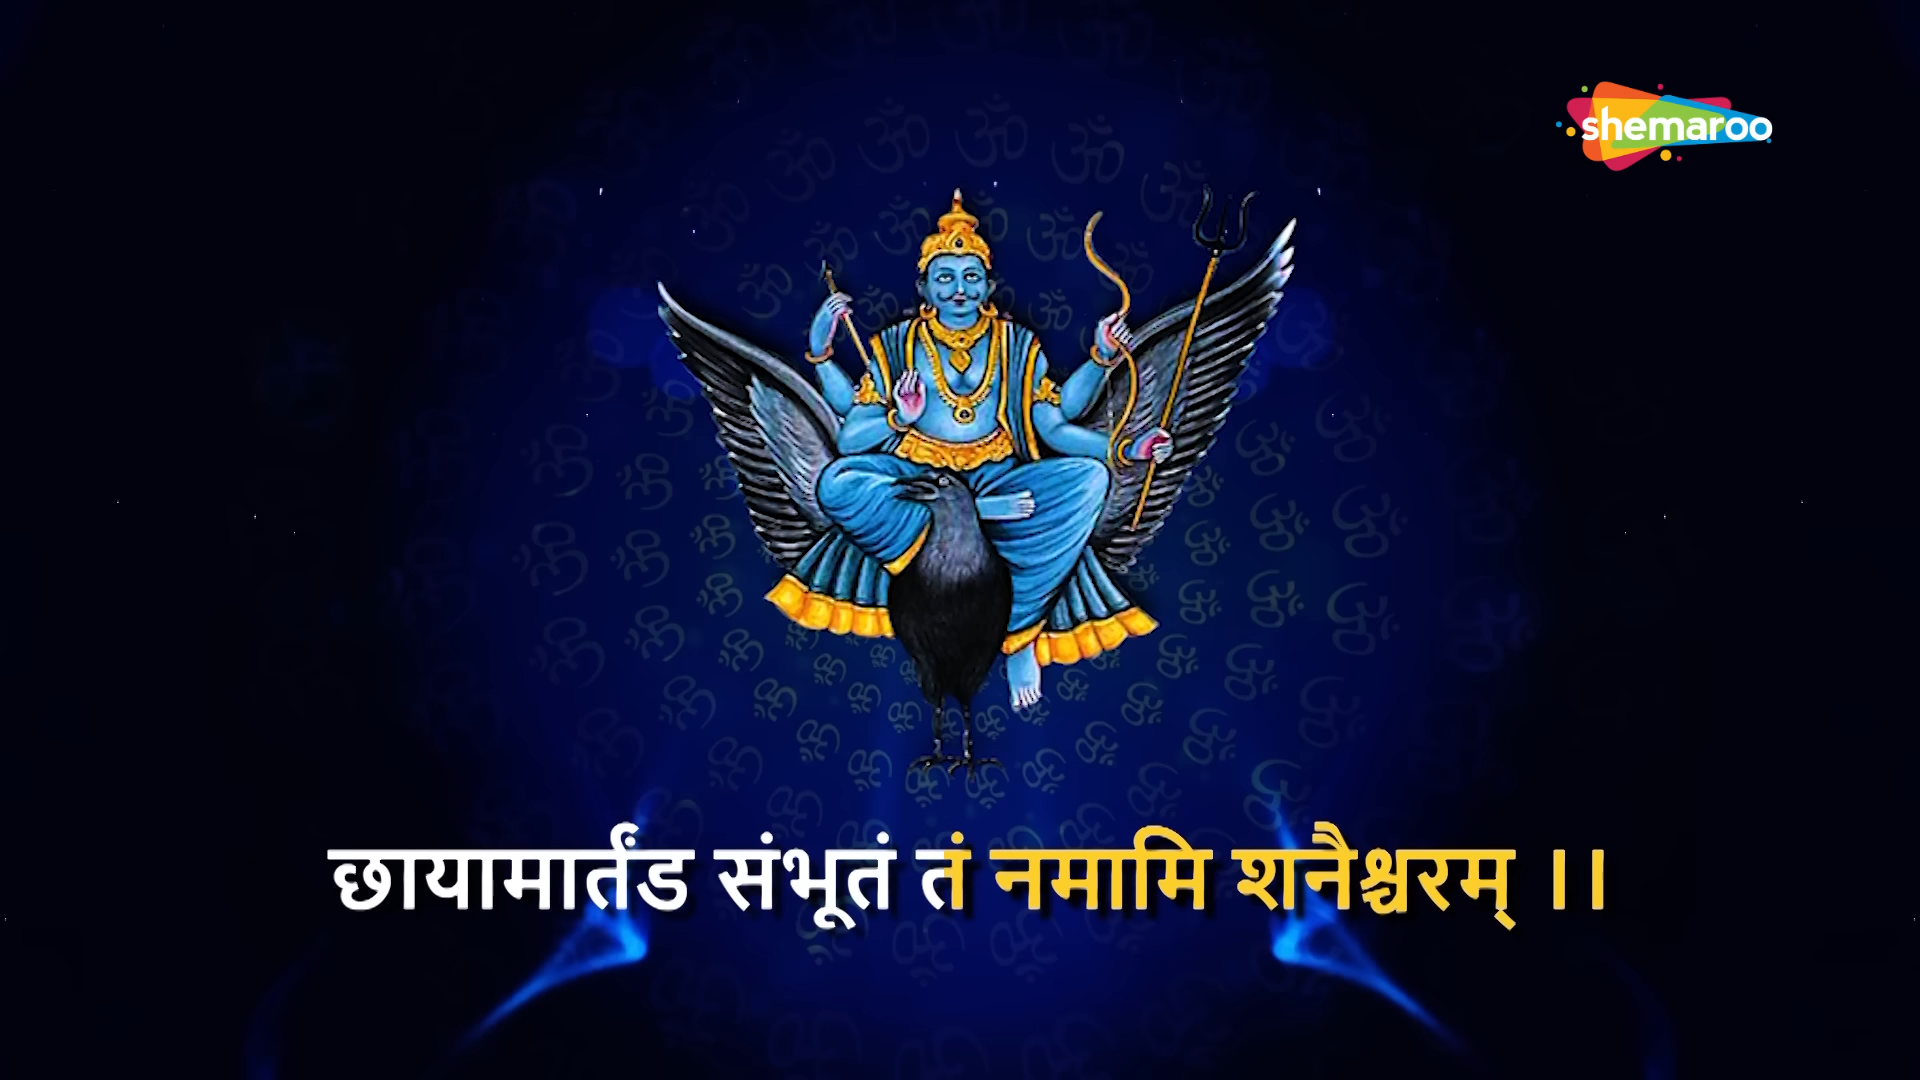 shemaroo
छायामार्तंड संभूतं तं नमामि शनैश्चरम् ।।